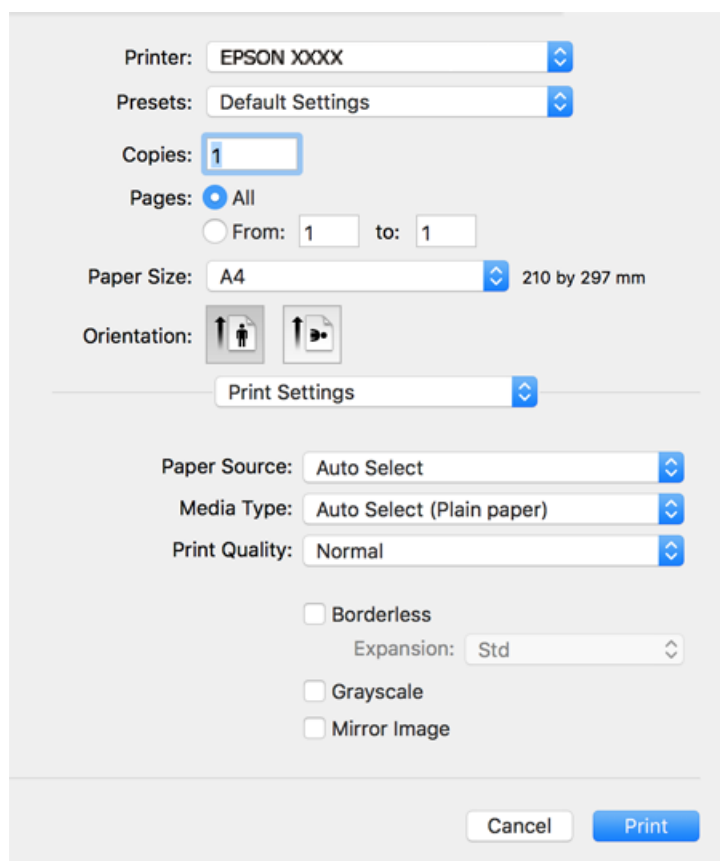 Printer: EPSON XXXX
Presets: Default Settings
Copies: 1
Pages: All
From: 1 to: 1
Paper Size: A4 210 by 297 mm
Orientation:
Print Settings
Paper Source: Auto Select
Media Type: Auto Select (Plain paper)
Print Quality: Normal
Borderless
Expansion: Std
Grayscale
Mirror Image
Cancel Print